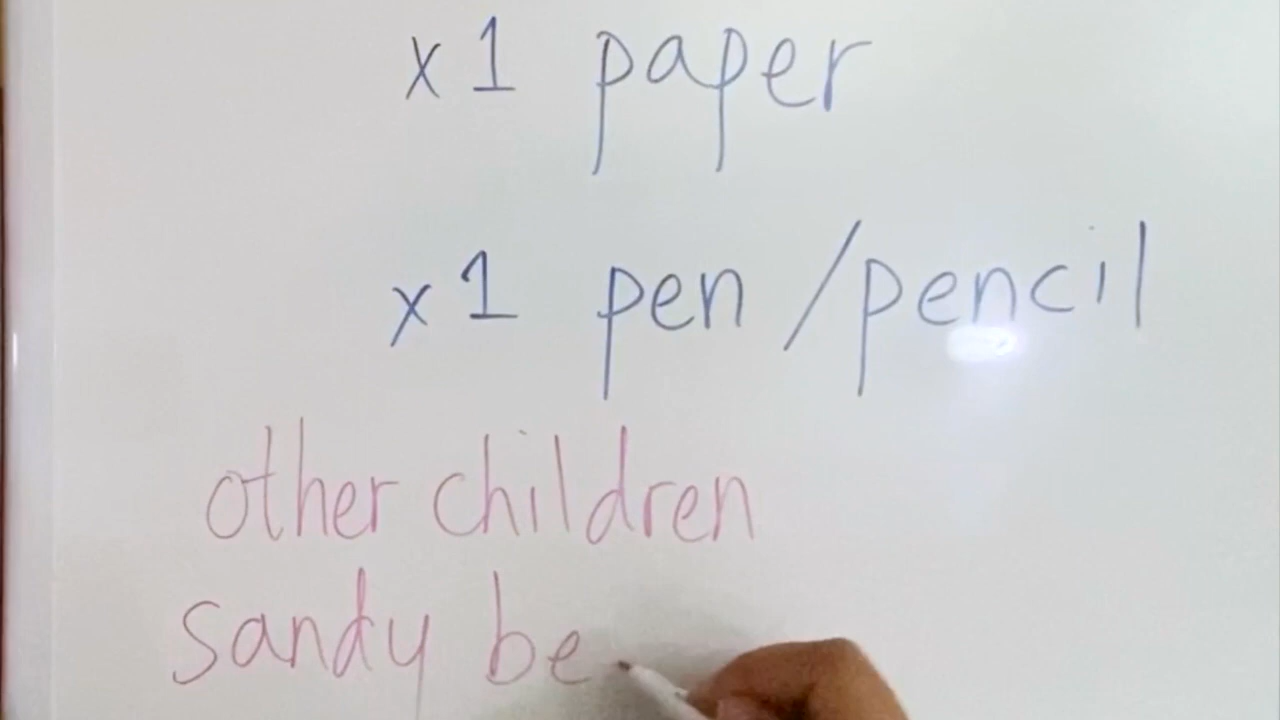 x1 paper
x1 pen /pencil
other children
sandy be